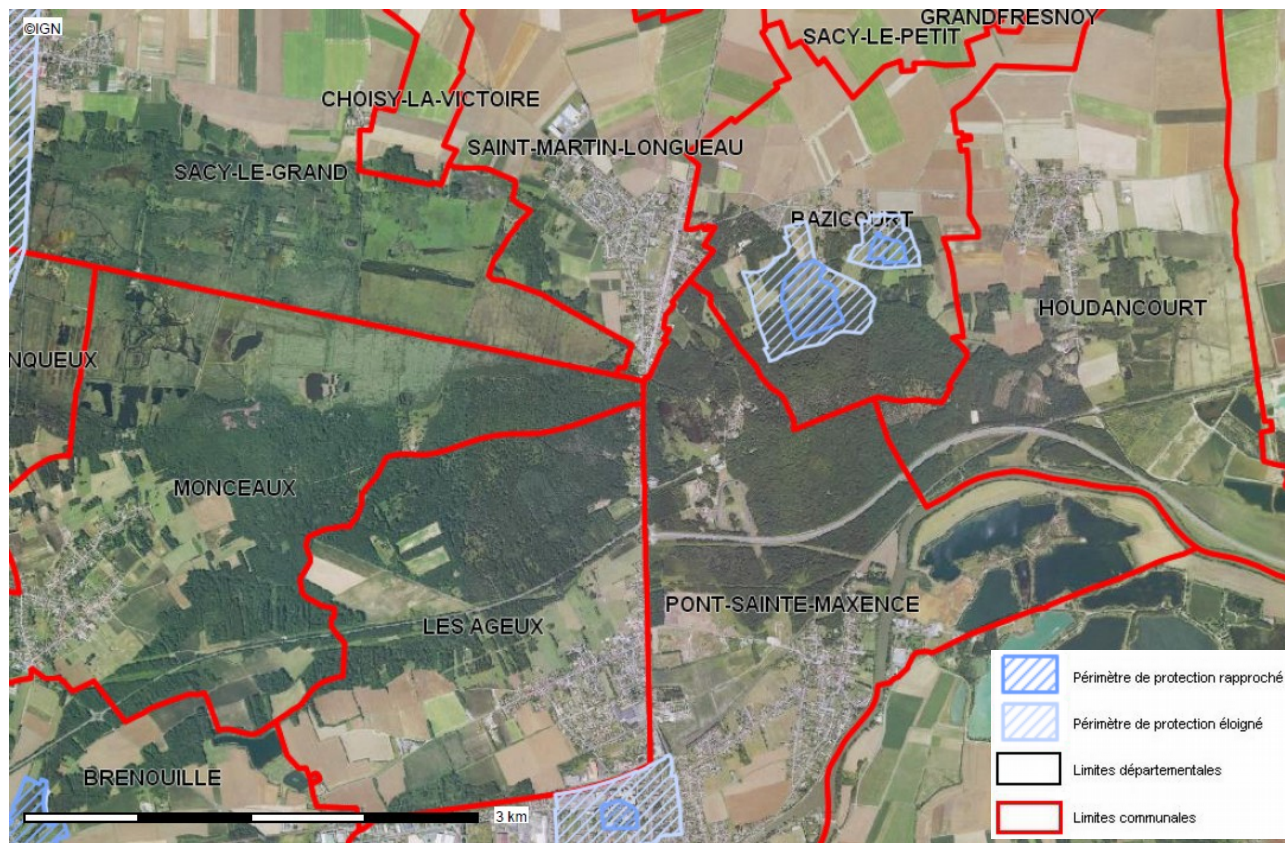 ©IGN
GRANDFRESNOY
SACY-LE-PETIT
CHOISY-LA-VICTOIRE
SAINT-MARTIN-LONGUEAU
SACY-LE-GRAND
BAZICOURT
HOUDANCOURT
NQUEUX
MONCEAUX
PONT-SAINTE-MAXENCE
LES AGEUX
BRENOUILLE
3 km
Périmètre de protection rapproché
Périmètre de protection éloigné
Limites départementales
Limites communales